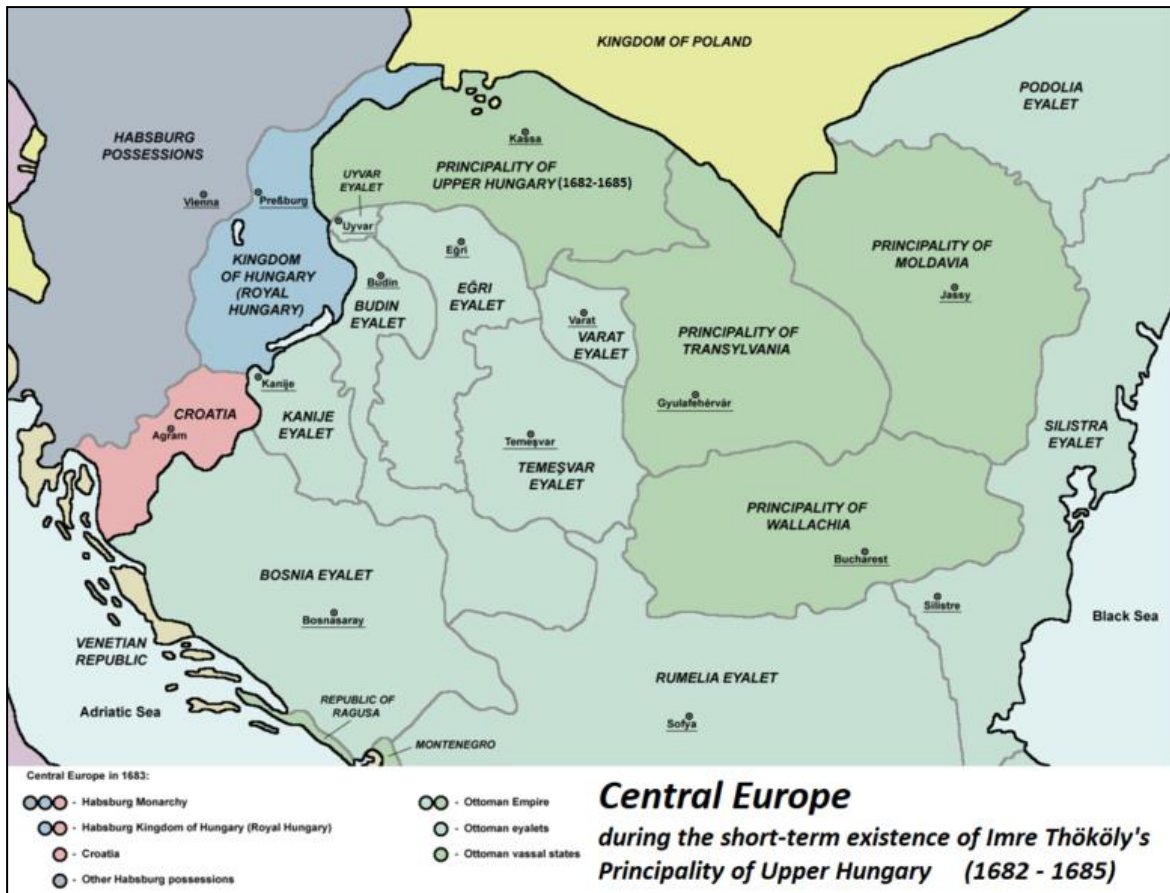 KINGDOM OF POLAND
PODOLIA
EYALET
HABSBURG
POSSESSIONS
Kassa
PRINCIPALITY OF
UPPER HUNGARY (1682-1685)
UYVAR
EYALET
Vienna
Preßburg
Uyvar
Eğri
PRINCIPALITY OF
MOLDAVIA
KINGDOM
OF HUNGARY
(ROYAL
HUNGARY)
Budin
BUDIN
EYALET
EĞRI
EYALET
Jassy
Varat
VARAT
EYALET
PRINCIPALITY OF
TRANSYLVANIA
Kanije
Gyulafehérvár
CROATIA
Agram
KANIJE
EYALET
SILISTRA
EYALET
Temeşvar
TEMEŞVAR
EYALET
PRINCIPALITY OF
WALLACHIA
Bucharest
BOSNIA EYALET
Bosnasaray
Silistre
Black Sea
VENETIAN
REPUBLIC
RUMELIA EYALET
REPUBLIC OF
RAGUSA
Adriatic Sea
Sofya
MONTENEGRO
Central Europe in 1683:
- Habsburg Monarchy
- Habsburg Kingdom of Hungary (Royal Hungary)
- Croatia
- Other Habsburg possessions
- Ottoman Empire
- Ottoman eyalets
- Ottoman vassal states
Central Europe
during the short-term existence of Imre Thököly's
Principality of Upper Hungary (1682 - 1685)